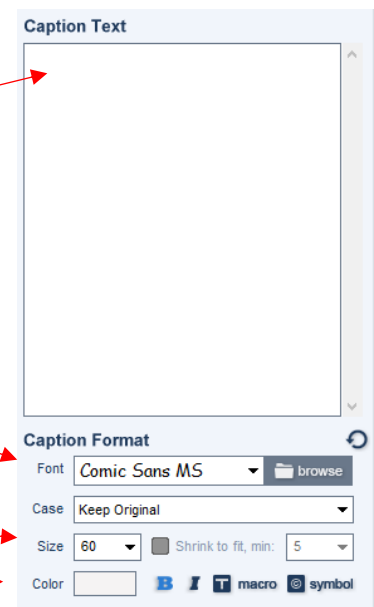 Caption Text
Caption Format
Font Comic Sans MS browse
Case Keep Original
Size 60 Shrink to fit, min: 5
Color B I T macro © symbol